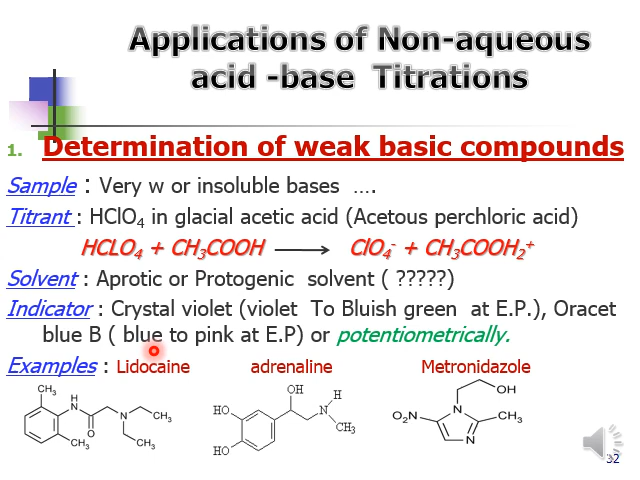 Applications of Non-aqueous
acid -base Titrations
1. Determination of weak basic compounds
Sample : Very w or insoluble bases ….
Titrant : HClO₄ in glacial acetic acid (Acetous perchloric acid)
HCLO₄ + CH₃COOH ⟶ ClO₄⁻ + CH₃COOH₂⁺
Solvent : Aprotic or Protogenic solvent ( ?????)
Indicator : Crystal violet (violet To Bluish green at E.P.), Oracet
blue B ( blue to pink at E.P) or potentiometrically.
Examples : Lidocaine adrenaline Metronidazole
CH₃ H N O N CH₃ CH₃ CH₃
OH H HO N CH₃ HO
OH O₂N N CH₃ N
32